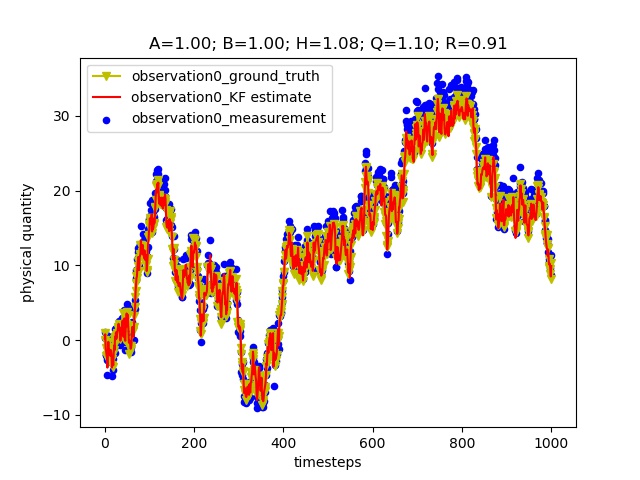 A=1.00; B=1.00; H=1.08; Q=1.10; R=0.91
observation0_ground_truth
observation0_KF estimate
observation0_measurement
physical quantity
30
20
10
0
−10
0 200 400 600 800 1000
timesteps